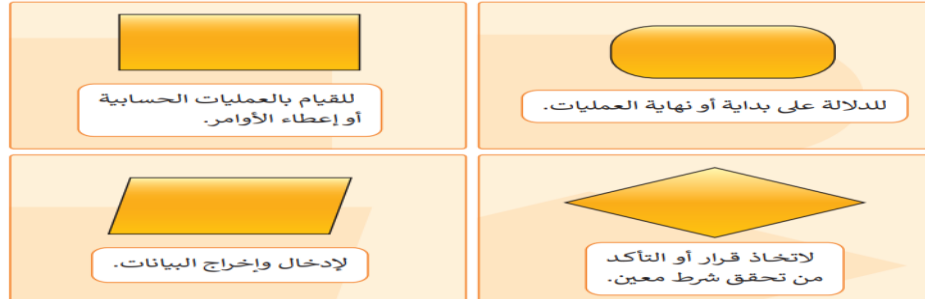 للدلالة على بداية أو نهاية العمليات.
للقيام بالعمليات الحسابية
أو إعطاء الأوامر.
لاتخاذ قرار أو التأكد
من تحقق شرط معين.
لإدخال وإخراج البيانات.